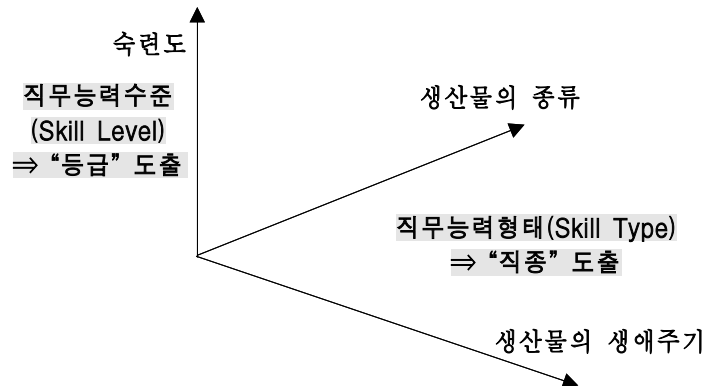 숙련도
직무능력수준
(Skill Level)
⇒ “등급” 도출
생산물의 종류
직무능력형태(Skill Type)
⇒ “직종” 도출
생산물의 생애주기